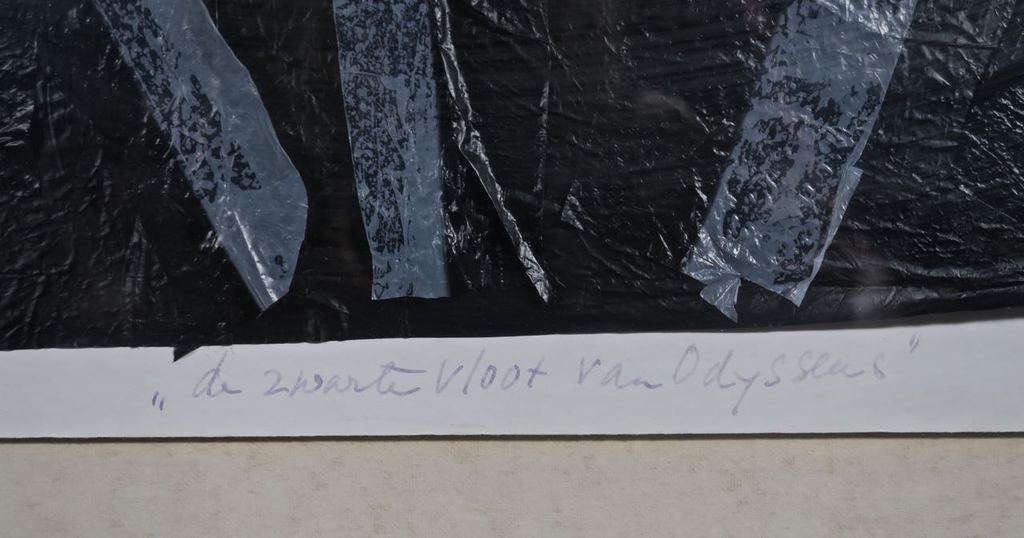 „de zwarte vloot van Odysseus"